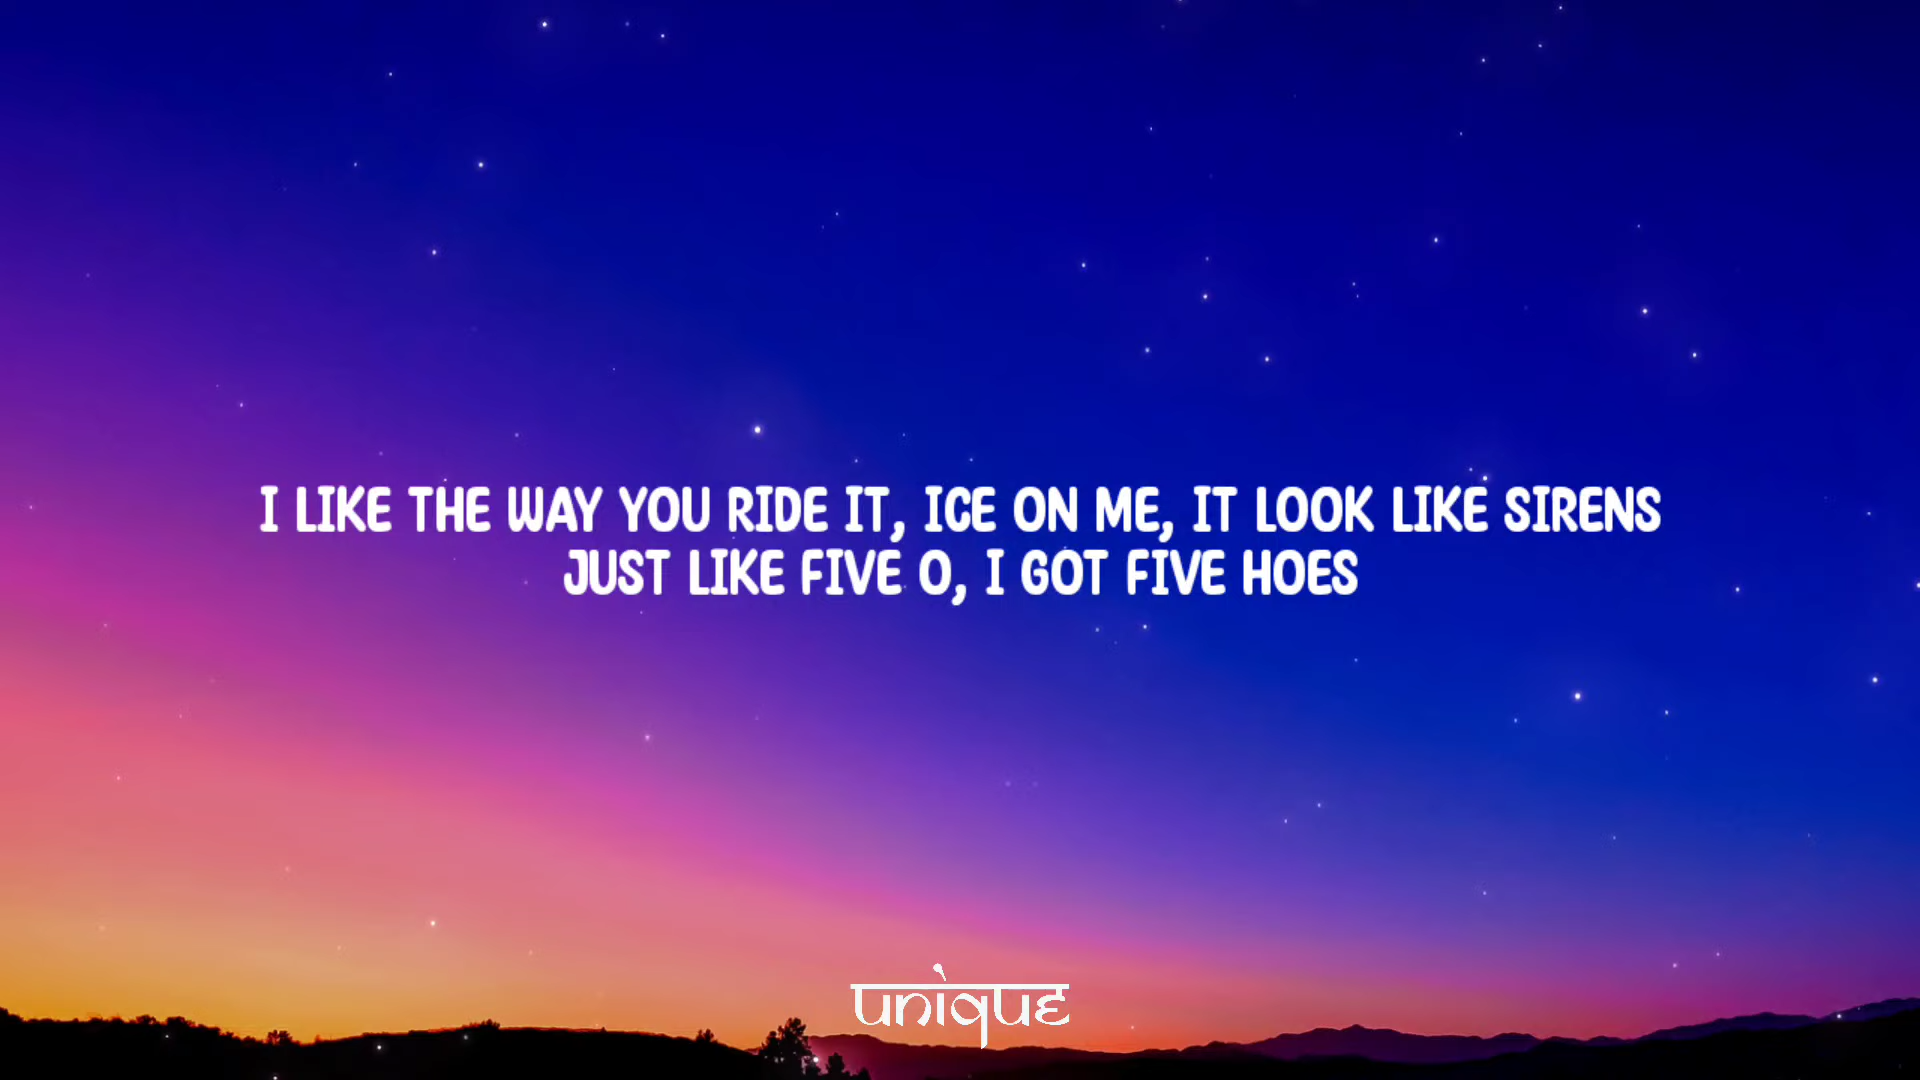 I LIKE THE WAY YOU RIDE IT, ICE ON ME, IT LOOK LIKE SIRENS
JUST LIKE FIVE O, I GOT FIVE HOES
unique